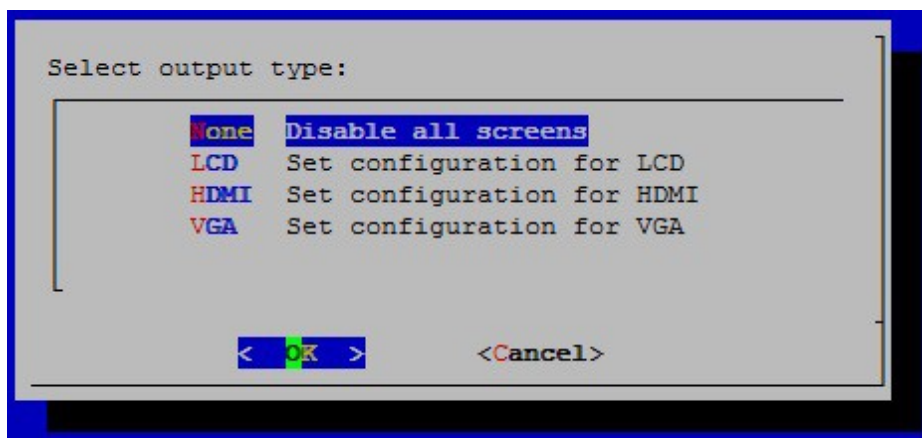 Select output type:
None Disable all screens
LCD Set configuration for LCD
HDMI Set configuration for HDMI
VGA Set configuration for VGA
< OK > <Cancel>